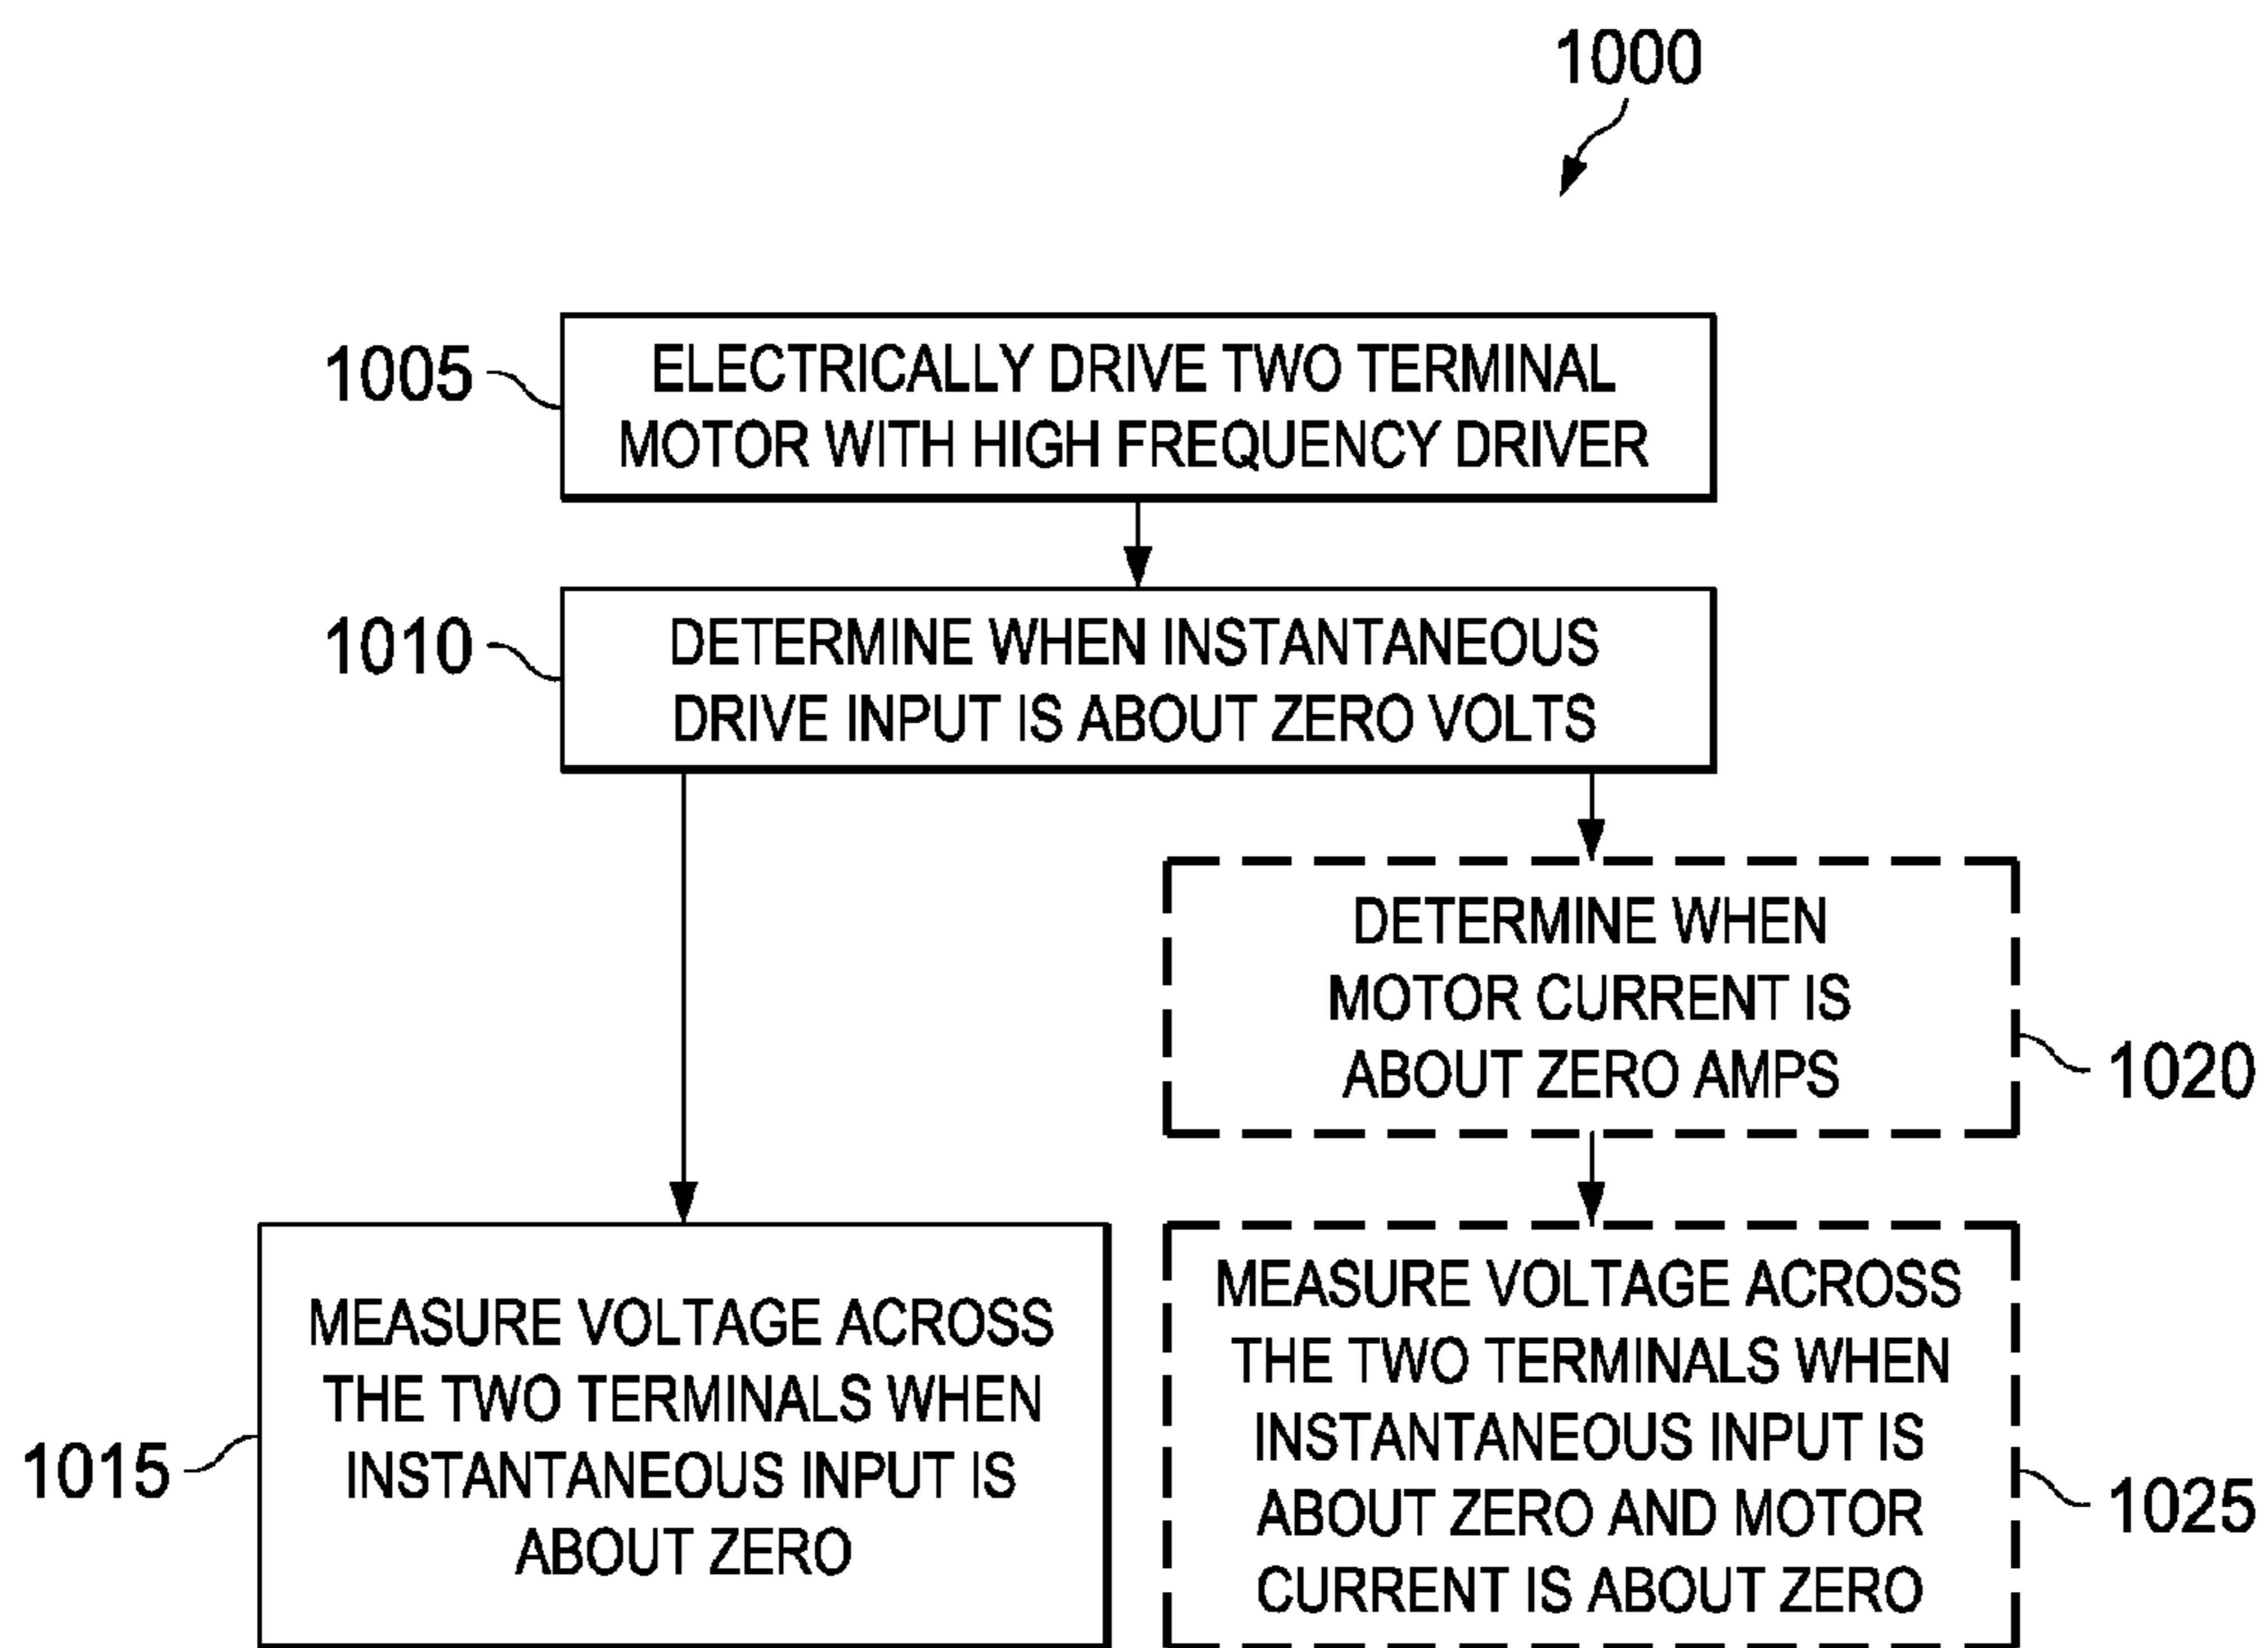 1000
1005
ELECTRICALLY DRIVE TWO TERMINAL
MOTOR WITH HIGH FREQUENCY DRIVER
1010
DETERMINE WHEN INSTANTANEOUS
DRIVE INPUT IS ABOUT ZERO VOLTS
DETERMINE WHEN
MOTOR CURRENT IS
ABOUT ZERO AMPS
1020
1015
MEASURE VOLTAGE ACROSS
THE TWO TERMINALS WHEN
INSTANTANEOUS INPUT IS
ABOUT ZERO
MEASURE VOLTAGE ACROSS
THE TWO TERMINALS WHEN
INSTANTANEOUS INPUT IS
ABOUT ZERO AND MOTOR
CURRENT IS ABOUT ZERO
1025